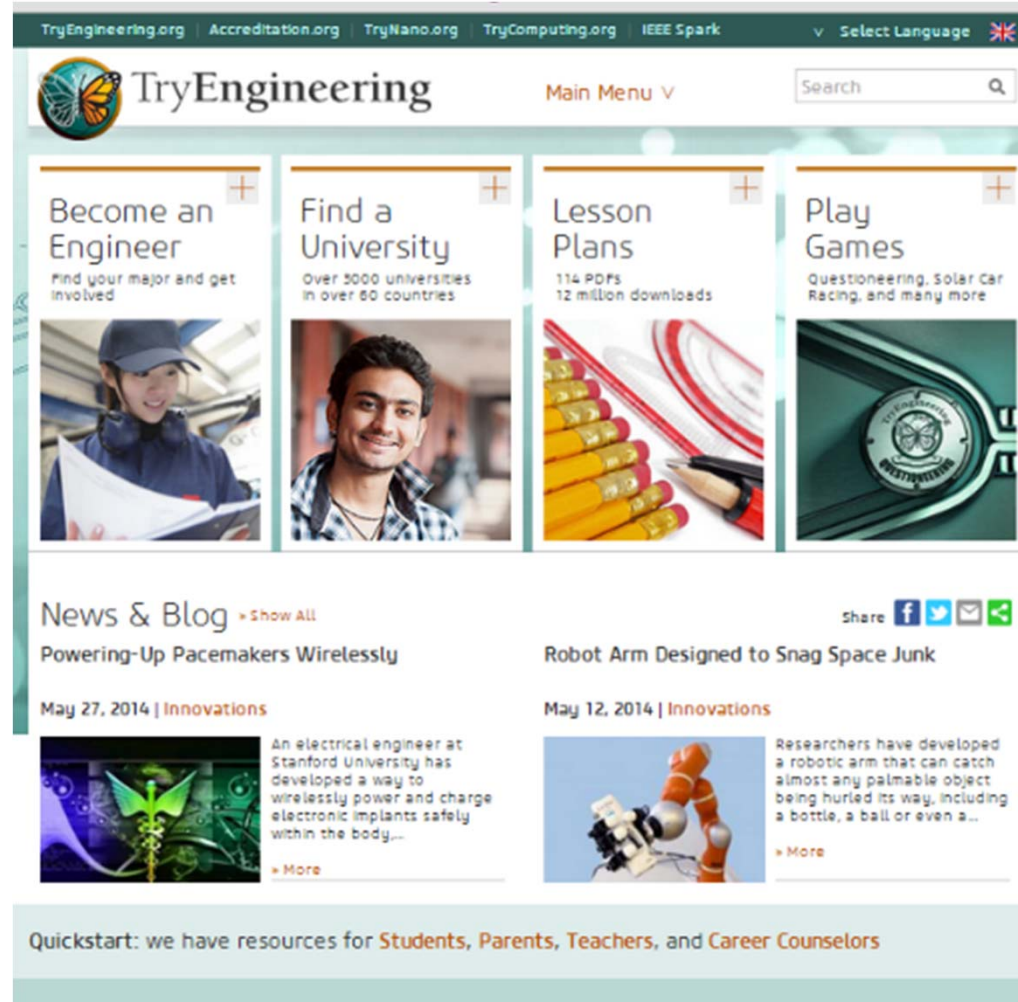 TryEngineering.org | Accreditation.org | TryNano.org | TryComputing.org | IEEE Spark v Select Language
TryEngineering
Main Menu V
Search
Become an
Engineer
Find your major and get
involved
Find a
University
Over 3000 universities
in over 60 countries
Lesson
Plans
114 PDFs
12 million downloads
Play
Games
Questioneering, Solar Car
Racing, and many more
TryEngineering
QUESTIONEERING
News & Blog » Show All
Share
Powering-Up Pacemakers Wirelessly
May 27, 2014 | Innovations
An electrical engineer at
Stanford University has
developed a way to
wirelessly power and charge
electronic implants safely
within the body,...
» More
Robot Arm Designed to Snag Space Junk
May 12, 2014 | Innovations
Researchers have developed
a robotic arm that can catch
almost any palmable object
being hurled its way, including
a bottle, a ball or even a...
» More
Quickstart: we have resources for Students, Parents, Teachers, and Career Counselors